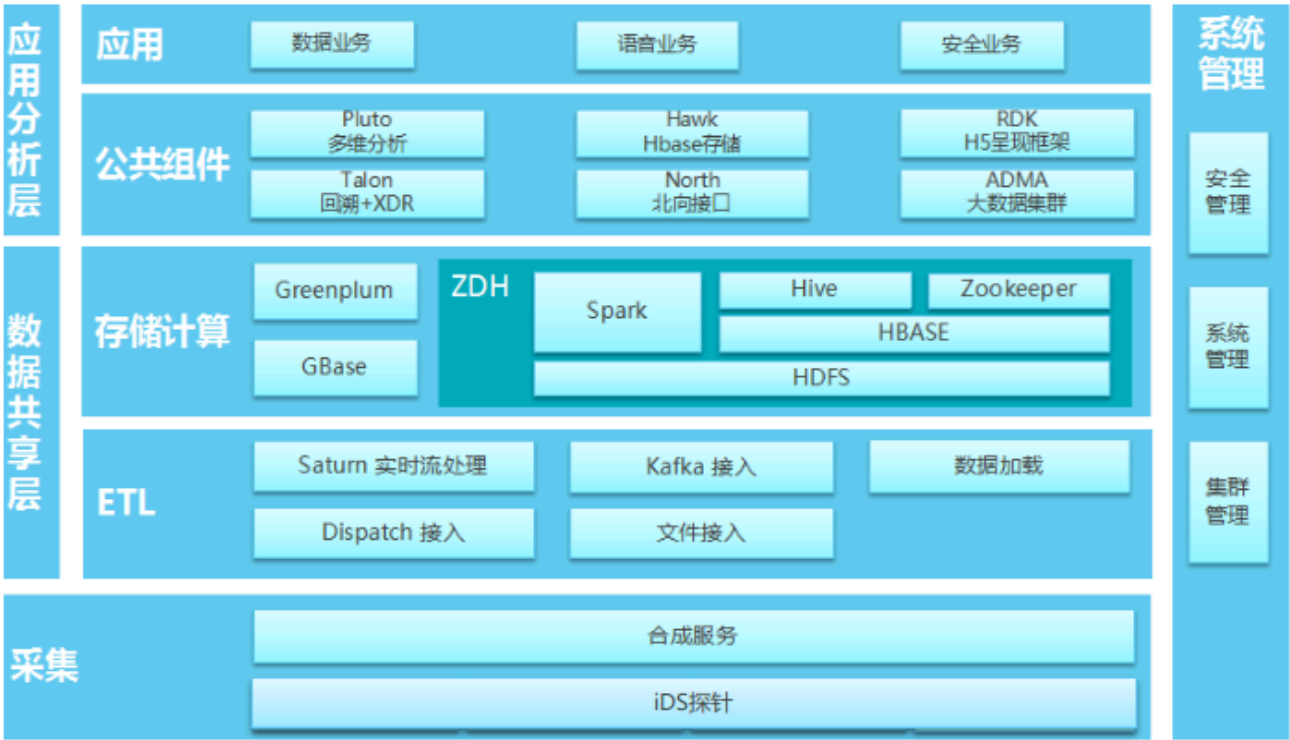 应用分析层
应用
数据业务
语音业务
安全业务
公共组件
Pluto
多维分析
Hawk
Hbase存储
RDK
H5呈现框架
Talon
回溯+XDR
North
北向接口
ADMA
大数据集群
数据共享层
存储计算
Greenplum
GBase
ZDH
Spark
Hive
Zookeeper
HBASE
HDFS
ETL
Saturn 实时流处理
Kafka 接入
数据加载
Dispatch 接入
文件接入
采集
合成服务
iDS探针
系统
管理
安全
管理
系统
管理
集群
管理